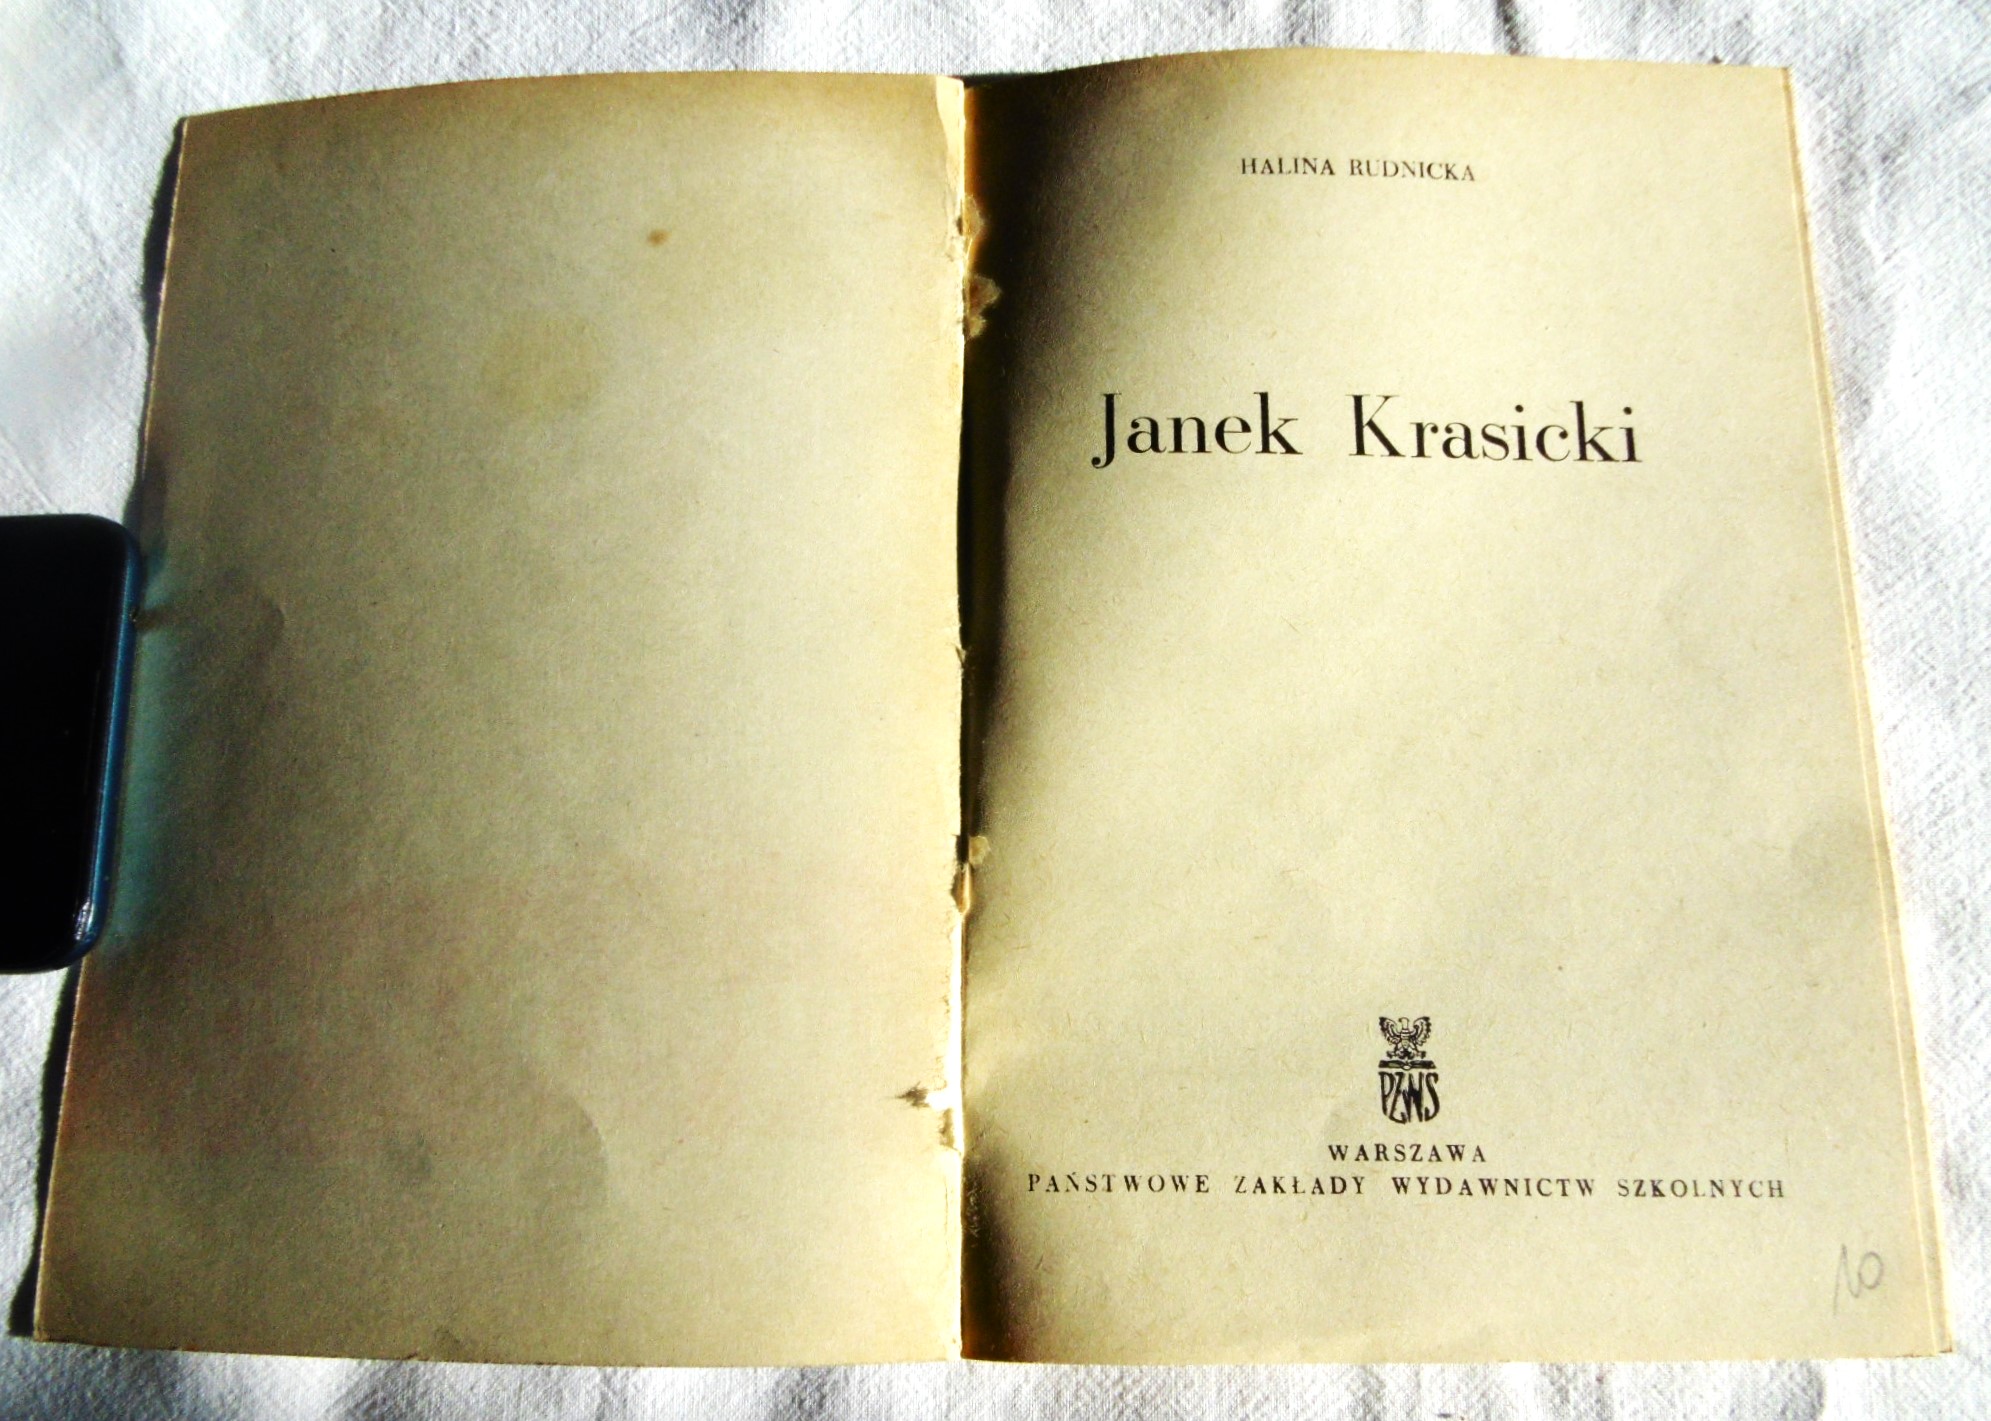 HALINA RUDNICKA
Janek Krasicki
PZWS
WARSZAWA
PAŃSTWOWE ZAKŁADY WYDAWNICTW SZKOLNYCH
10